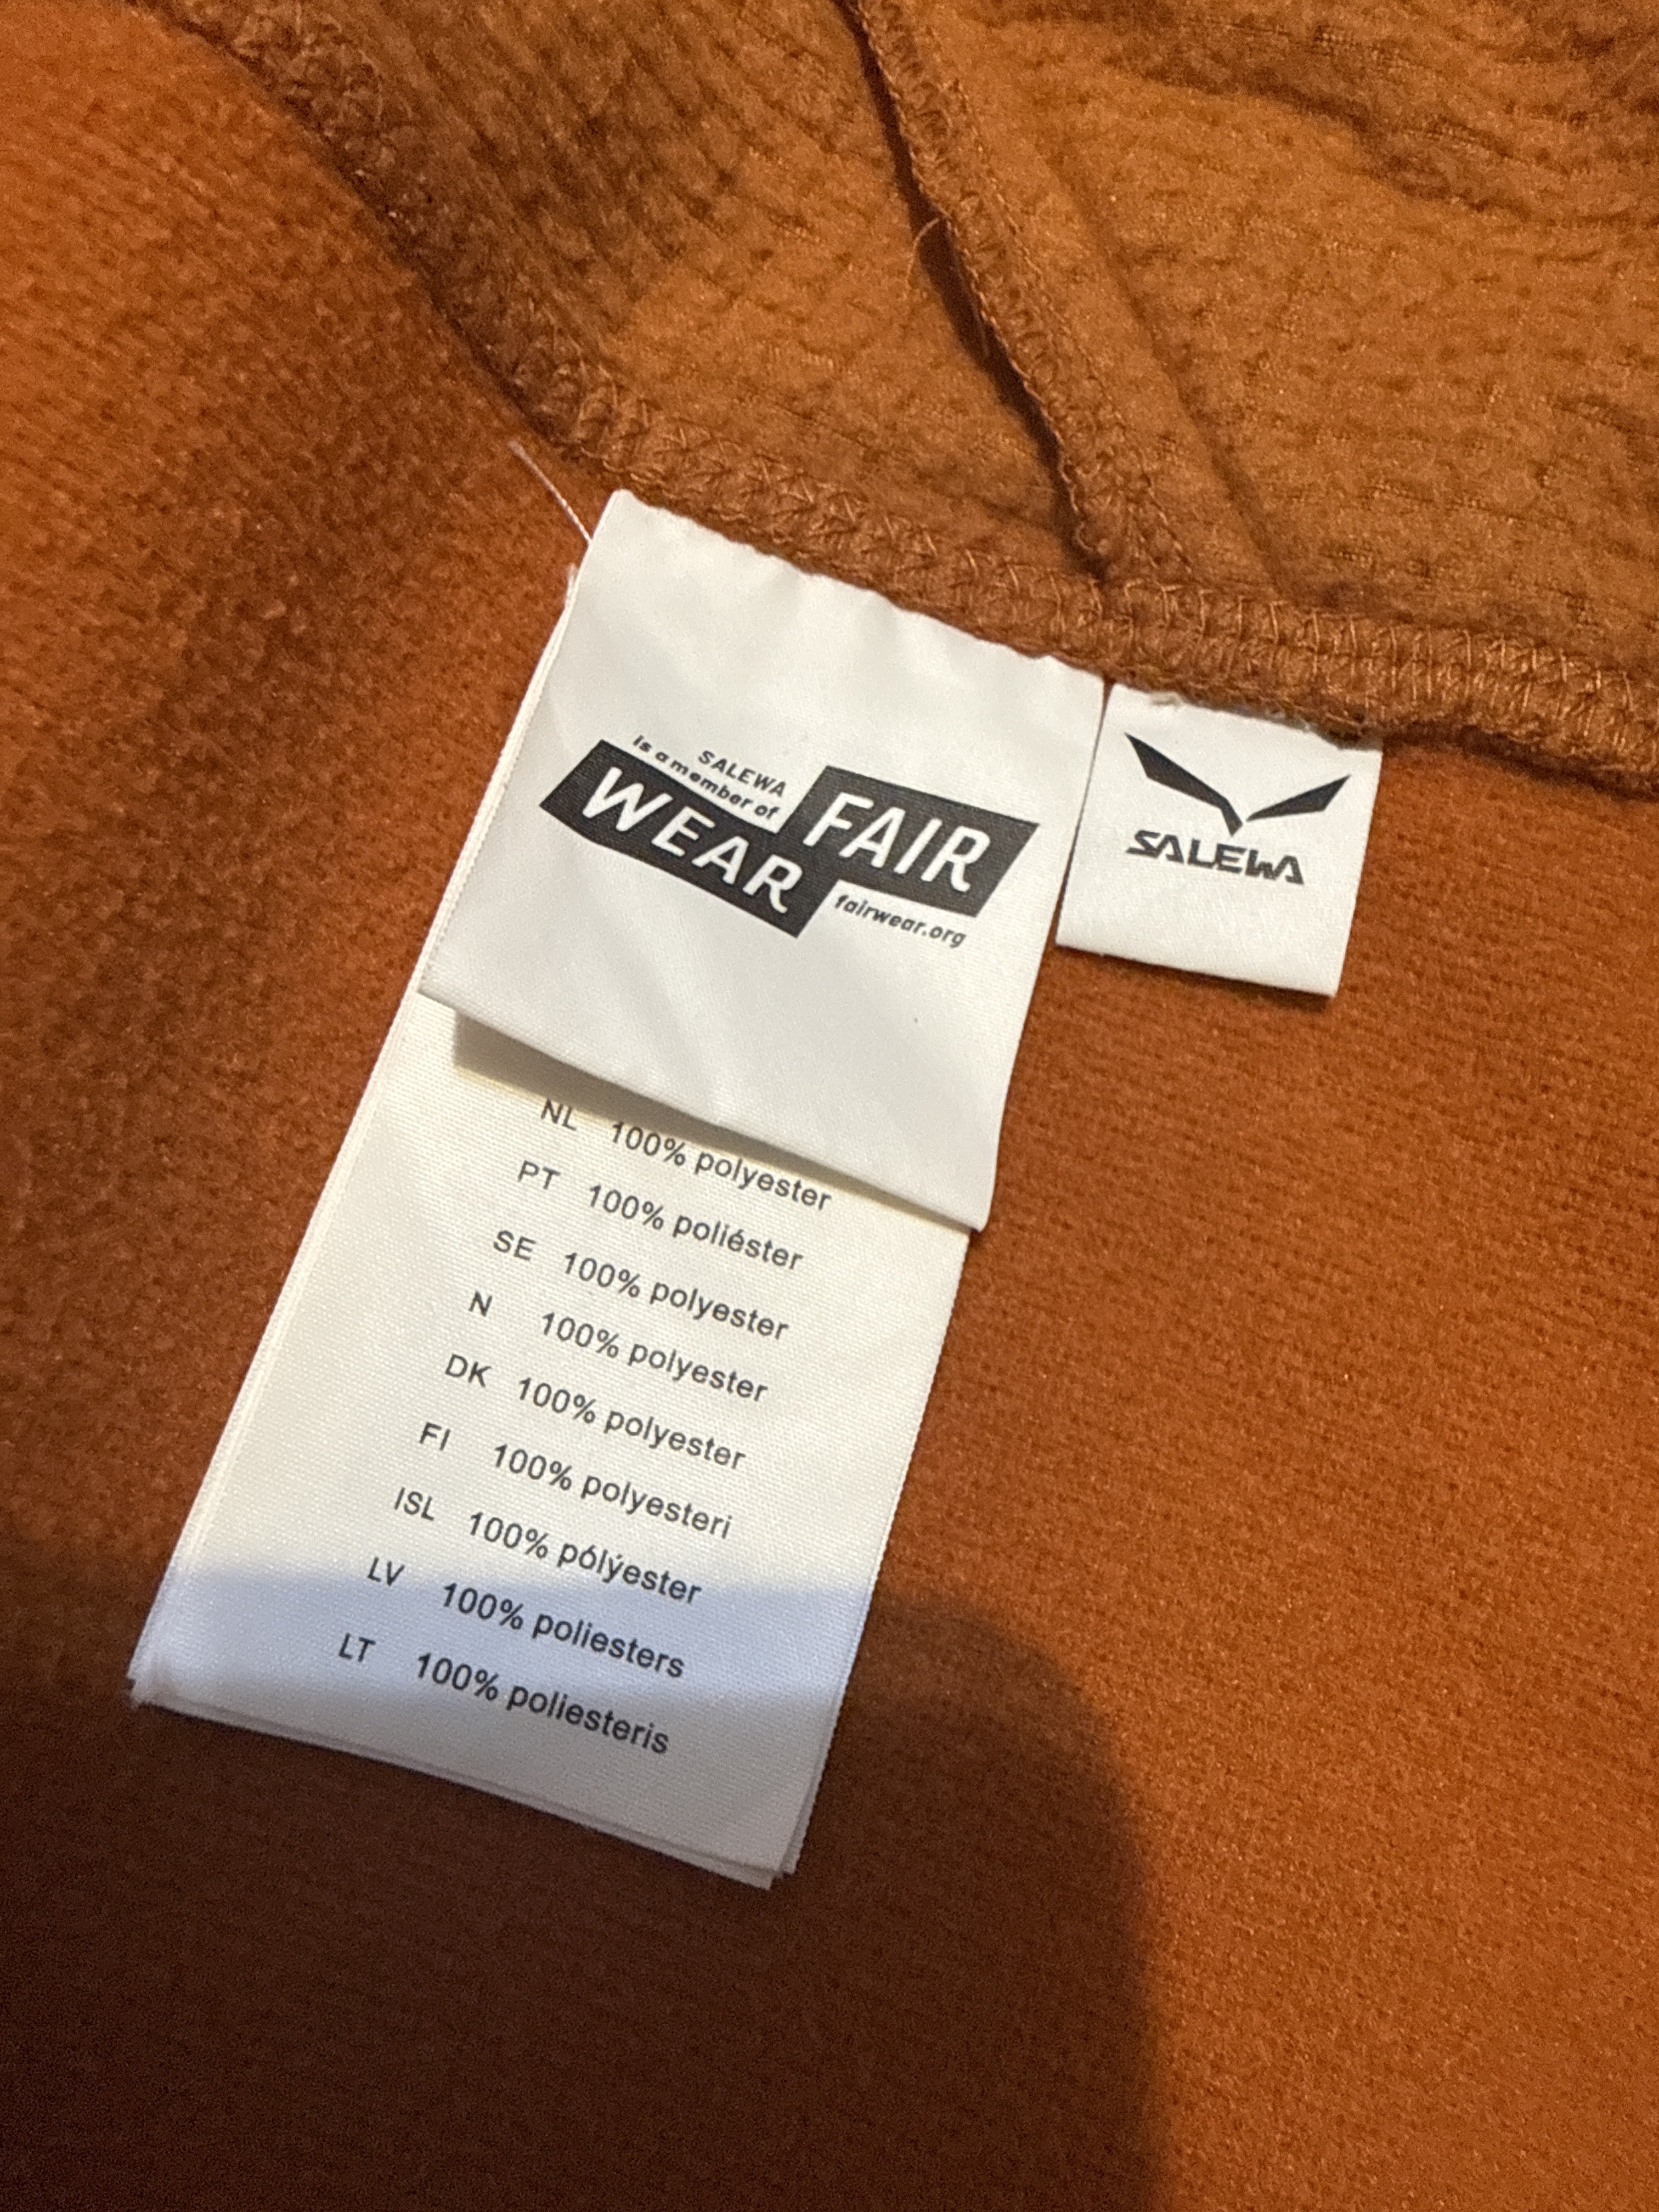 SALEWA
is a member of
FAIR
WEAR
fairwear.org
SALEWA
NL 100% polyester
PT 100% poliéster
SE 100% polyester
N 100% polyester
DK 100% polyester
FI 100% polyesteri
ISL 100% pólýester
LV 100% poliesters
LT 100% poliesteris